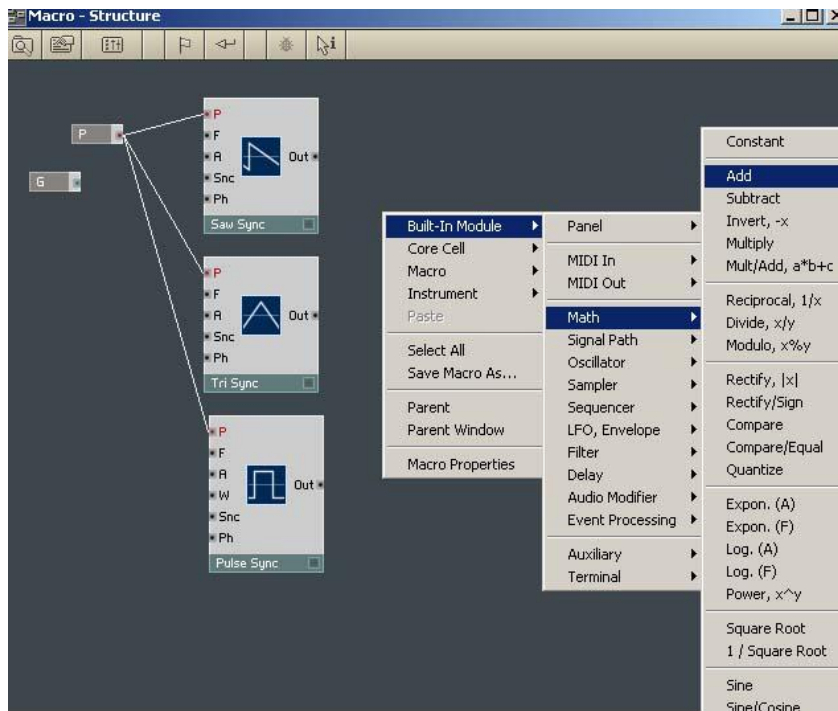 Macro - Structure
i
P
G
P
F
A
Snc
Ph
Out
Saw Sync
P
F
A
Snc
Ph
Out
Tri Sync
P
F
A
W
Snc
Ph
Out
Pulse Sync
Built-In Module
Core Cell
Macro
Instrument
Paste
Select All
Save Macro As...
Parent
Parent Window
Macro Properties
Panel
MIDI In
MIDI Out
Math
Signal Path
Oscillator
Sampler
Sequencer
LFO, Envelope
Filter
Delay
Audio Modifier
Event Processing
Auxiliary
Terminal
Constant
Add
Subtract
Invert, -x
Multiply
Mult/Add, a*b+c
Reciprocal, 1/x
Divide, x/y
Modulo, x%y
Rectify, |x|
Rectify/Sign
Compare
Compare/Equal
Quantize
Expon. (A)
Expon. (F)
Log. (A)
Log. (F)
Power, x^y
Square Root
1 / Square Root
Sine
Sine/Cosine